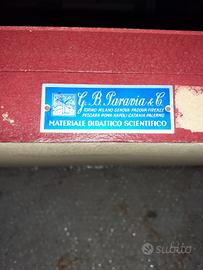 G. B. Paravia & C.
TORINO-MILANO-GENOVA-PADOVA-FIRENZE
PESCARA-ROMA-NAPOLI-CATANIA-PALERMO
MATERIALE DIDATTICO SCIENTIFICO
subito